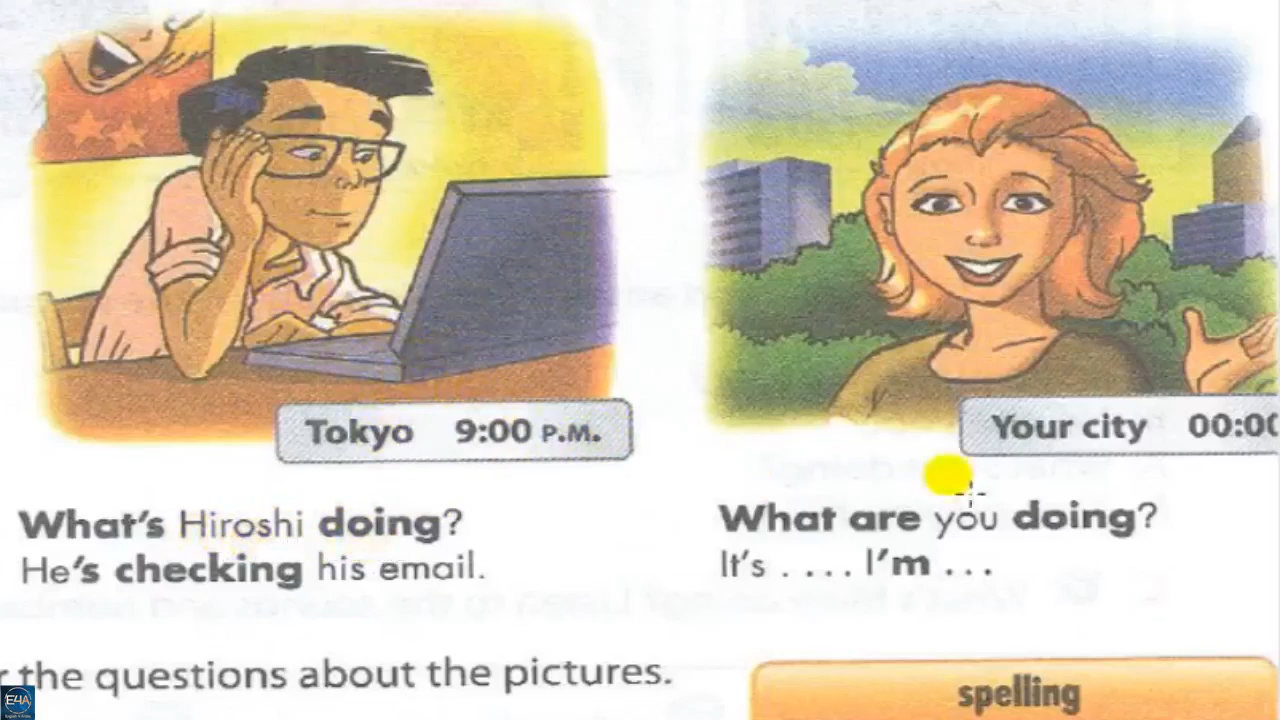 Tokyo 9:00 P.M.
What's Hiroshi doing?
He's checking his email.
Your city 00:00
What are you doing?
It's . . . . I'm . . .
r the questions about the pictures.
spelling
E4A